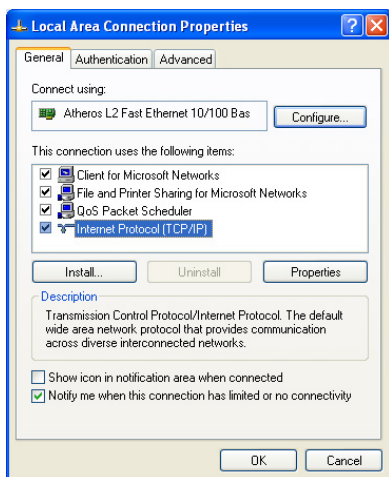 Local Area Connection Properties
General Authentication Advanced
Connect using:
Atheros L2 Fast Ethernet 10/100 Bas
Configure...
This connection uses the following items:
Client for Microsoft Networks
File and Printer Sharing for Microsoft Networks
QoS Packet Scheduler
Internet Protocol (TCP/IP)
Install... Uninstall Properties
Description
Transmission Control Protocol/Internet Protocol. The default
wide area network protocol that provides communication
across diverse interconnected networks.
Show icon in notification area when connected
Notify me when this connection has limited or no connectivity
OK Cancel